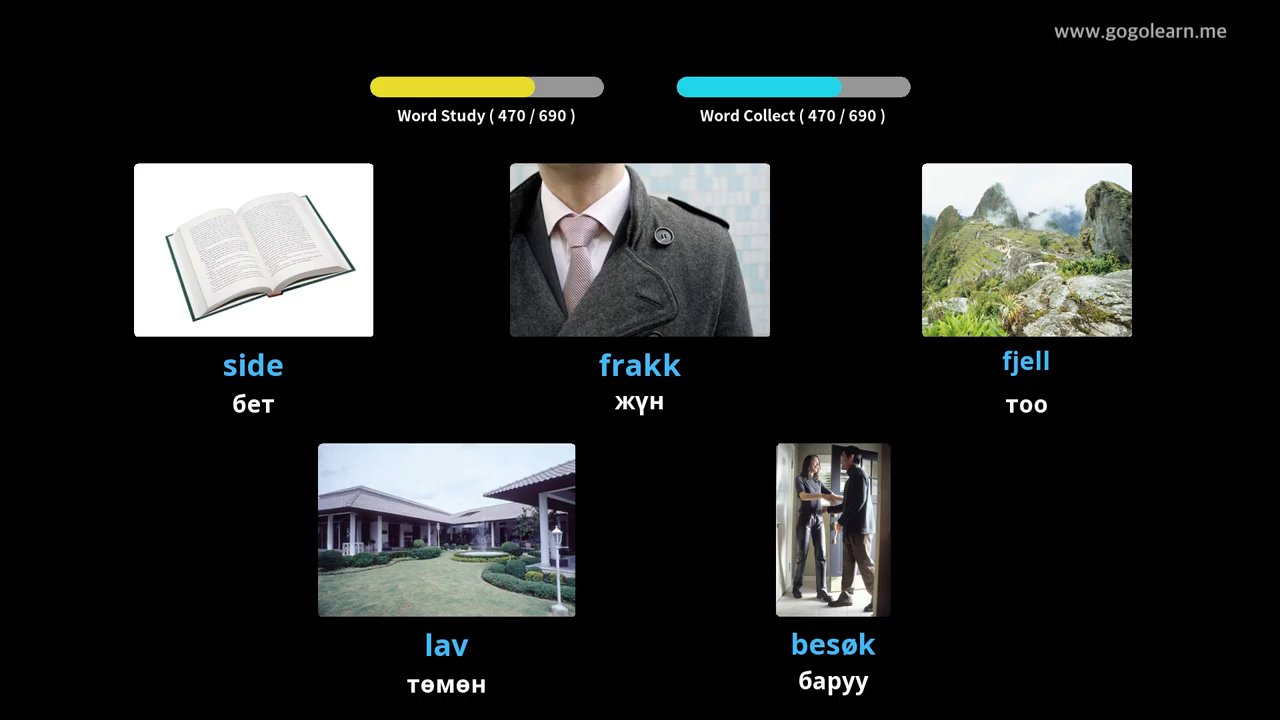 www.gogolearn.me
Word Study ( 470 / 690 )
Word Collect ( 470 / 690 )
side
бет
frakk
жүн
fjell
тоо
lav
төмөн
besøk
баруу